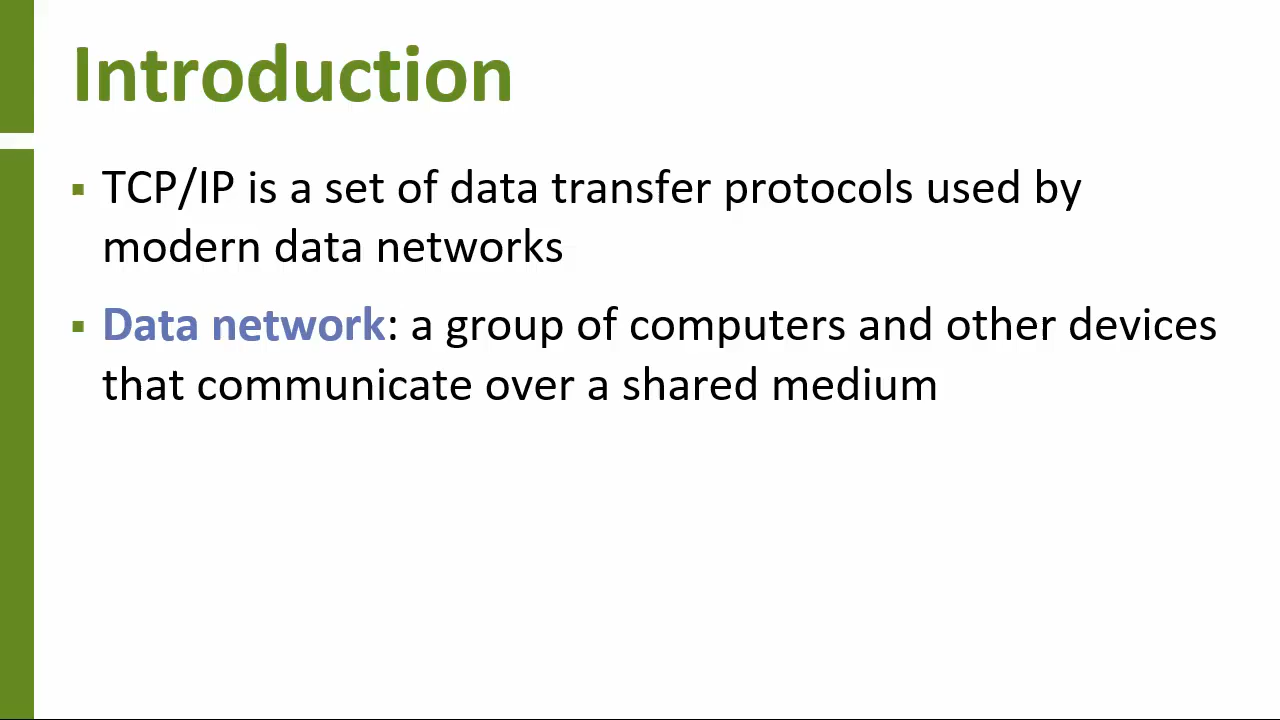 Introduction
▪ TCP/IP is a set of data transfer protocols used by
modern data networks
▪ Data network: a group of computers and other devices
that communicate over a shared medium